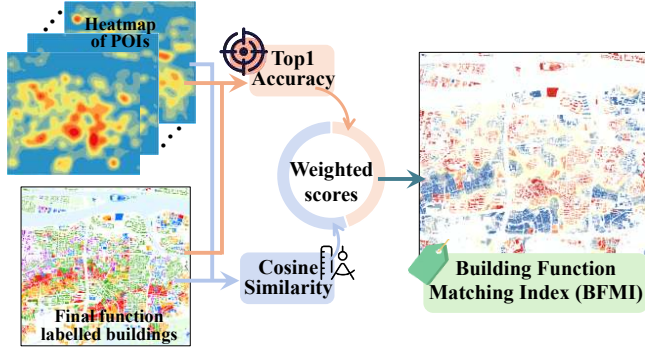 Heatmap
of POIs
Top1
Accuracy
Weighted
scores
Cosine
Similarity
Final function
labelled buildings
Building Function
Matching Index (BFMI)